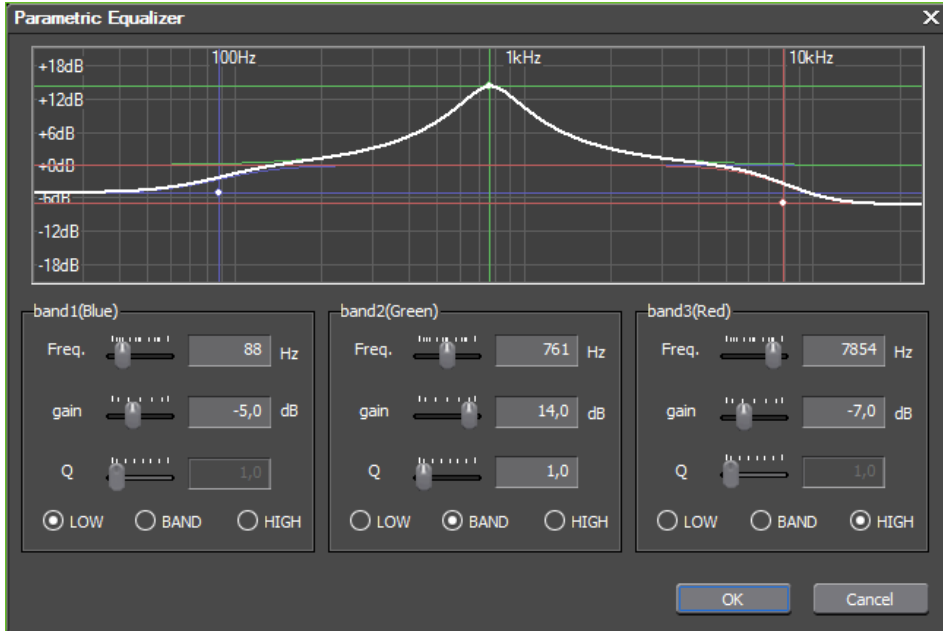 Parametric Equalizer
100Hz 1kHz 10kHz
+18dB
+12dB
+6dB
+0dB
-6dB
-12dB
-18dB
band1(Blue) band2(Green) band3(Red)
Freq. 88 Hz Freq. 761 Hz Freq. 7854 Hz
gain -5,0 dB gain 14,0 dB gain -7,0 dB
Q 1,0 Q 1,0 Q 1,0
LOW BAND HIGH LOW BAND HIGH LOW BAND HIGH
OK Cancel